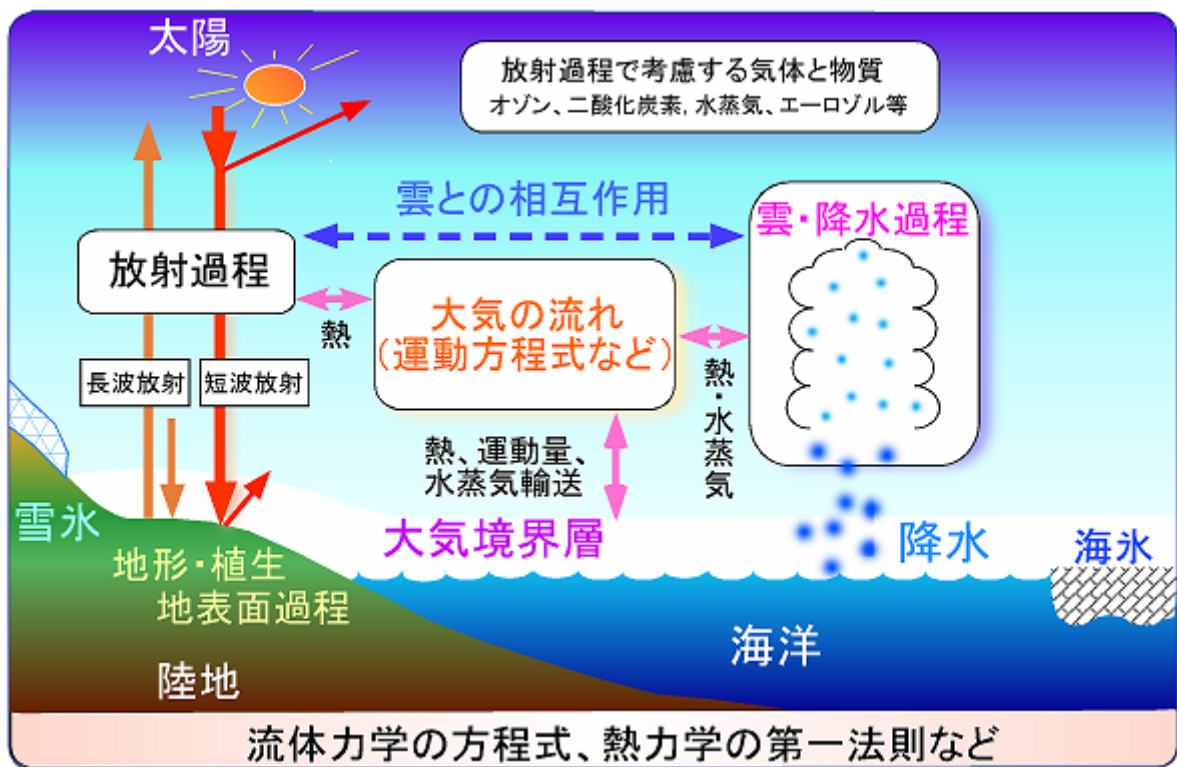 太陽
放射過程で考慮する気体と物質
オゾン、二酸化炭素, 水蒸気、エーロゾル等
雲との相互作用
雲・降水過程
放射過程
熱
大気の流れ
(運動方程式など)
熱・水蒸気
長波放射
短波放射
熱、運動量、
水蒸気輸送
大気境界層
雪氷
地形・植生
地表面過程
陸地
降水
海氷
海洋
流体力学の方程式、熱力学の第一法則など